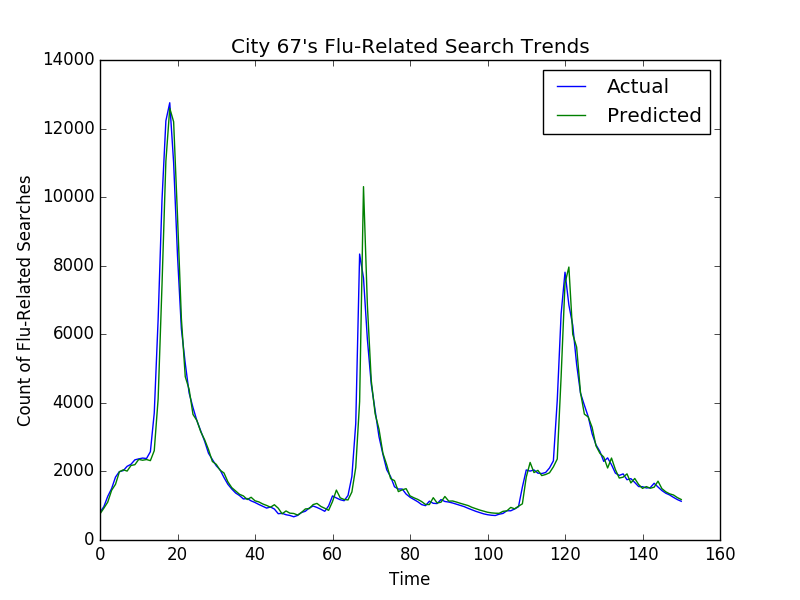 City 67's Flu-Related Search Trends
Actual
Predicted
Count of Flu-Related Searches
14000
12000
10000
8000
6000
4000
2000
0
0 20 40 60 80 100 120 140 160
Time